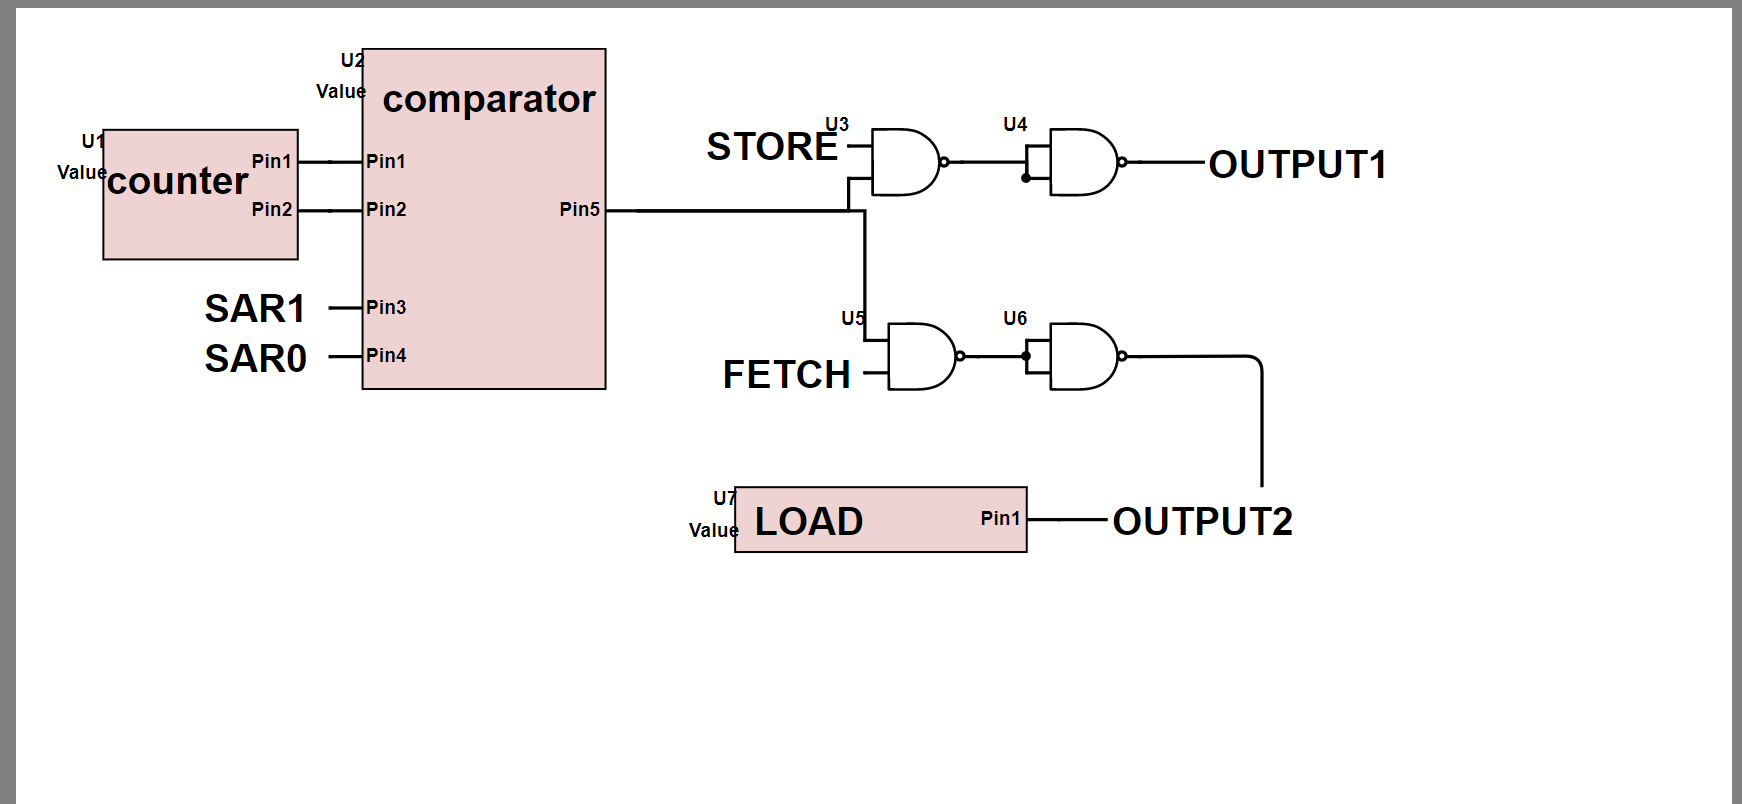 U2
Value
comparator
U1
Value
counter
Pin1
Pin2
Pin1
Pin2
Pin5
SAR1
Pin3
SAR0
Pin4
STORE
U3
U4
OUTPUT1
U5
U6
FETCH
U7
Value
LOAD
Pin1
OUTPUT2